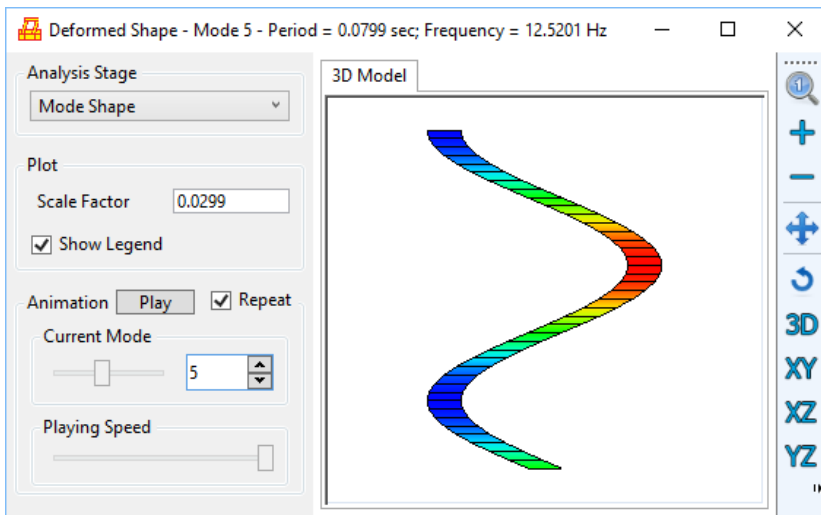 Deformed Shape - Mode 5 - Period = 0.0799 sec; Frequency = 12.5201 Hz
Analysis Stage
Mode Shape
Plot
Scale Factor 0.0299
Show Legend
Animation Play Repeat
Current Mode
5
Playing Speed
3D Model
1
3D
XY
XZ
YZ